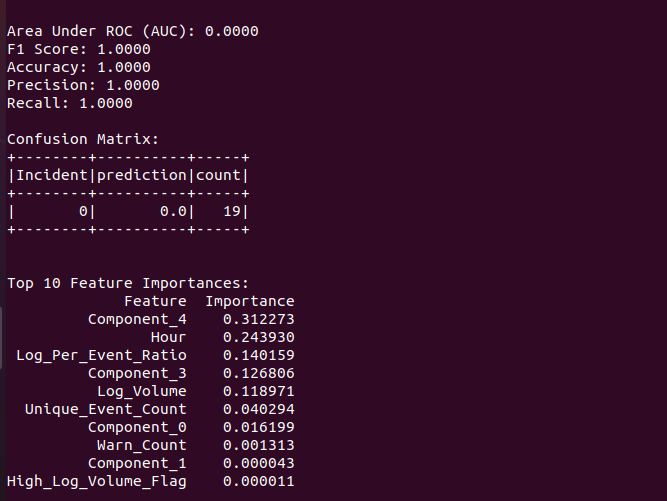 Area Under ROC (AUC): 0.0000
F1 Score: 1.0000
Accuracy: 1.0000
Precision: 1.0000
Recall: 1.0000
Confusion Matrix:
+--------+----------+-----+
|Incident|prediction|count|
+--------+----------+-----+
|       0|       0.0|   19|
+--------+----------+-----+
Top 10 Feature Importances:
Feature  Importance
Component_4    0.312273
Hour    0.243930
Log_Per_Event_Ratio    0.140159
Component_3    0.126806
Log_Volume    0.118971
Unique_Event_Count    0.040294
Component_0    0.016199
Warn_Count    0.001313
Component_1    0.000043
High_Log_Volume_Flag    0.000011